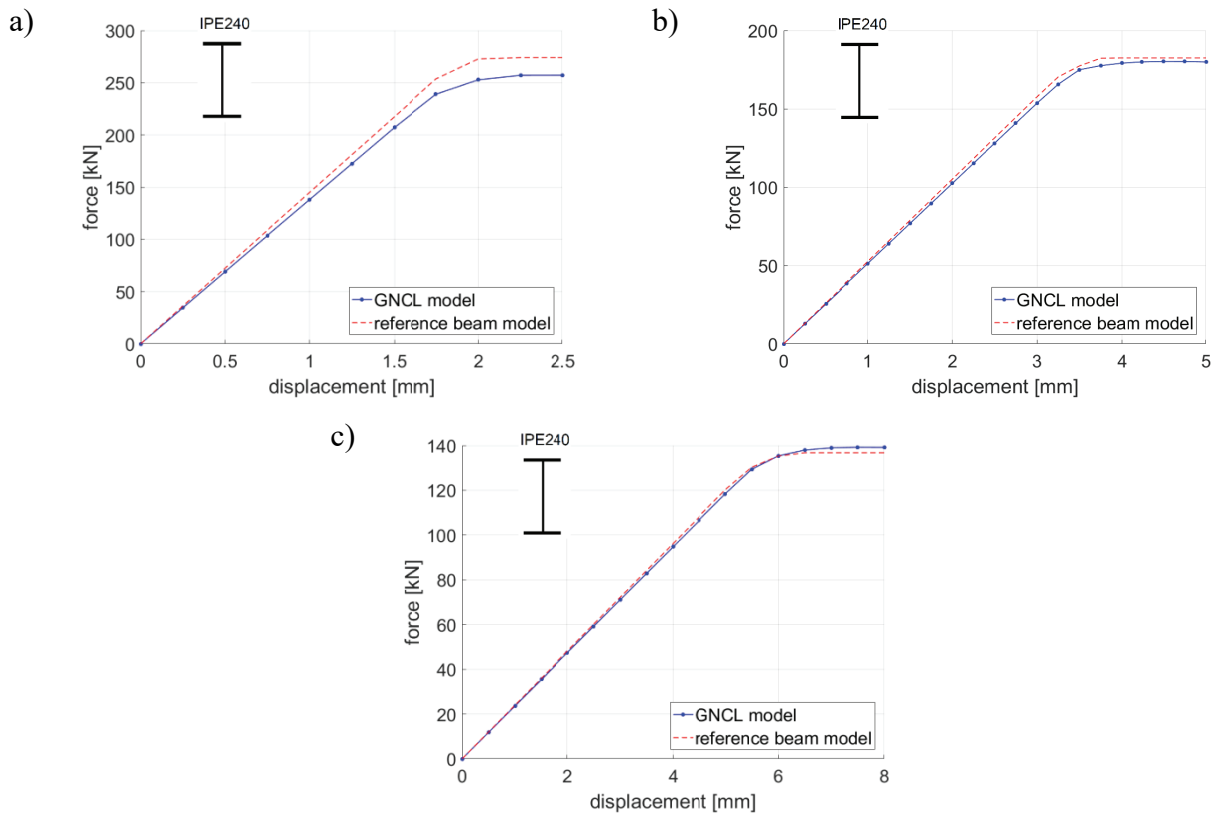 a)
IPE240
300
250
200
150
100
50
0
force [kN]
GNCL model
reference beam model
0 0.5 1 1.5 2 2.5
displacement [mm]
b)
IPE240
200
150
100
50
0
force [kN]
GNCL model
reference beam model
0 1 2 3 4 5
displacement [mm]
c)
IPE240
140
120
100
80
60
40
20
0
force [kN]
GNCL model
reference beam model
0 2 4 6 8
displacement [mm]